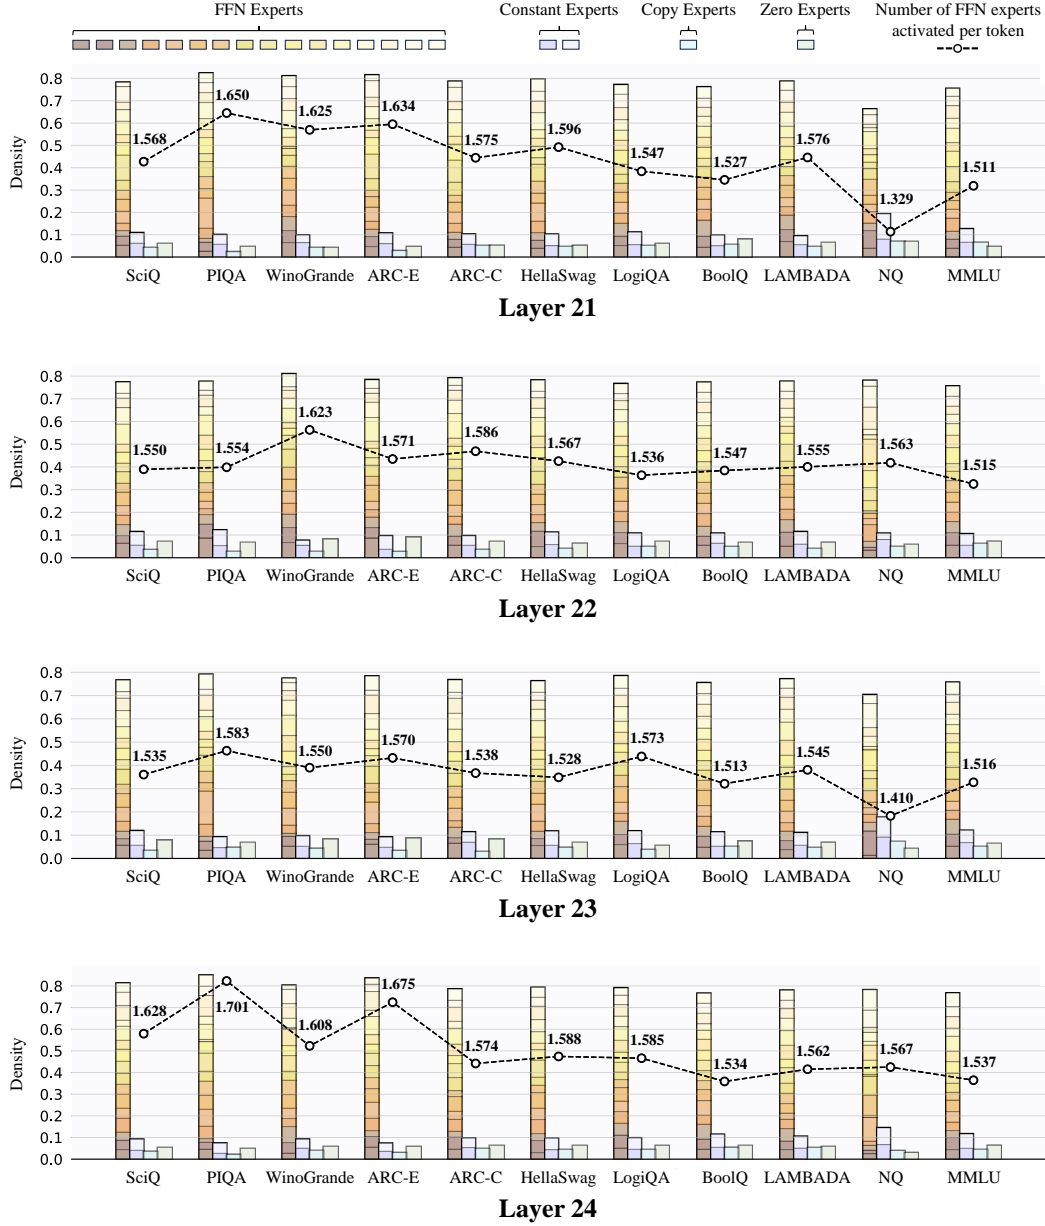 FFN Experts Constant Experts Copy Experts Zero Experts Number of FFN experts
activated per token
Density
0.8
0.7
0.6
0.5
0.4
0.3
0.2
0.1
0.0
1.568 1.650 1.625 1.634 1.575 1.596 1.547 1.527 1.576 1.329 1.511
SciQ PIQA WinoGrande ARC-E ARC-C HellaSwag LogiQA BoolQ LAMBADA NQ MMLU
Layer 21
Density
0.8
0.7
0.6
0.5
0.4
0.3
0.2
0.1
0.0
1.550 1.554 1.623 1.571 1.586 1.567 1.536 1.547 1.555 1.563 1.515
SciQ PIQA WinoGrande ARC-E ARC-C HellaSwag LogiQA BoolQ LAMBADA NQ MMLU
Layer 22
Density
0.8
0.7
0.6
0.5
0.4
0.3
0.2
0.1
0.0
1.535 1.583 1.550 1.570 1.538 1.528 1.573 1.513 1.545 1.410 1.516
SciQ PIQA WinoGrande ARC-E ARC-C HellaSwag LogiQA BoolQ LAMBADA NQ MMLU
Layer 23
Density
0.8
0.7
0.6
0.5
0.4
0.3
0.2
0.1
0.0
1.628 1.701 1.608 1.675 1.574 1.588 1.585 1.534 1.562 1.567 1.537
SciQ PIQA WinoGrande ARC-E ARC-C HellaSwag LogiQA BoolQ LAMBADA NQ MMLU
Layer 24